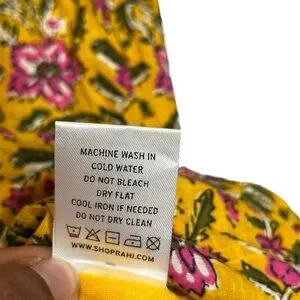 MACHINE WASH IN
COLD WATER
DO NOT BLEACH
DRY FLAT
COOL IRON IF NEEDED
DO NOT DRY CLEAN
WWW.SHOPRAHI.COM